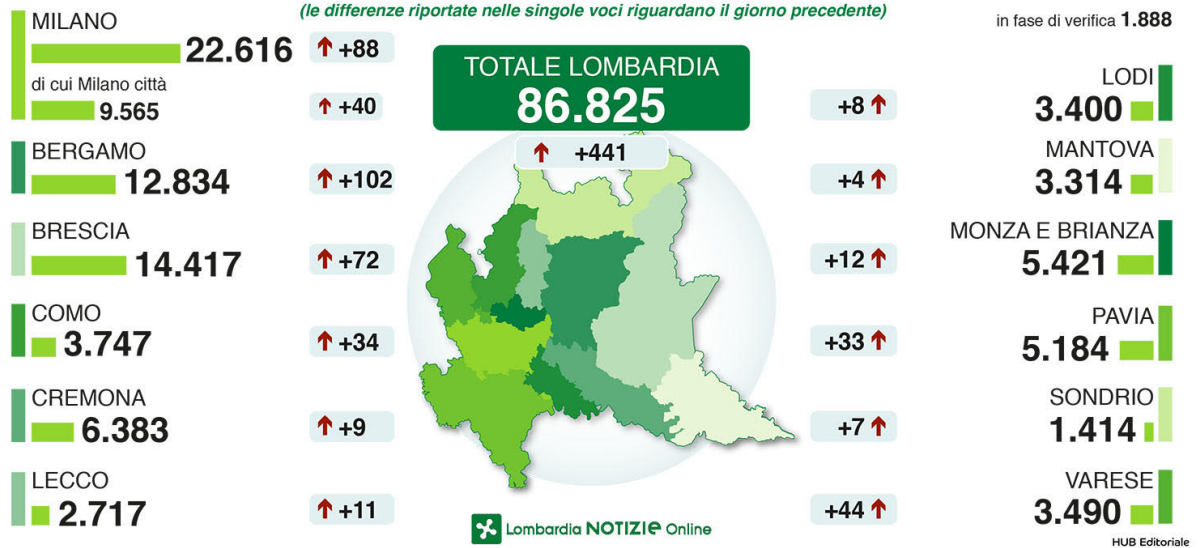 (le differenze riportate nelle singole voci riguardano il giorno precedente)
in fase di verifica 1.888
MILANO
22.616 +88
di cui Milano città
9.565 +40
BERGAMO
12.834 +102
BRESCIA
14.417 +72
COMO
3.747 +34
CREMONA
6.383 +9
LECCO
2.717 +11
TOTALE LOMBARDIA
86.825
+441
LODI
+8 3.400
MANTOVA
+4 3.314
MONZA E BRIANZA
+12 5.421
PAVIA
+33 5.184
SONDRIO
+7 1.414
VARESE
+44 3.490
Lombardia NOTIZIE Online
HUB Editoriale